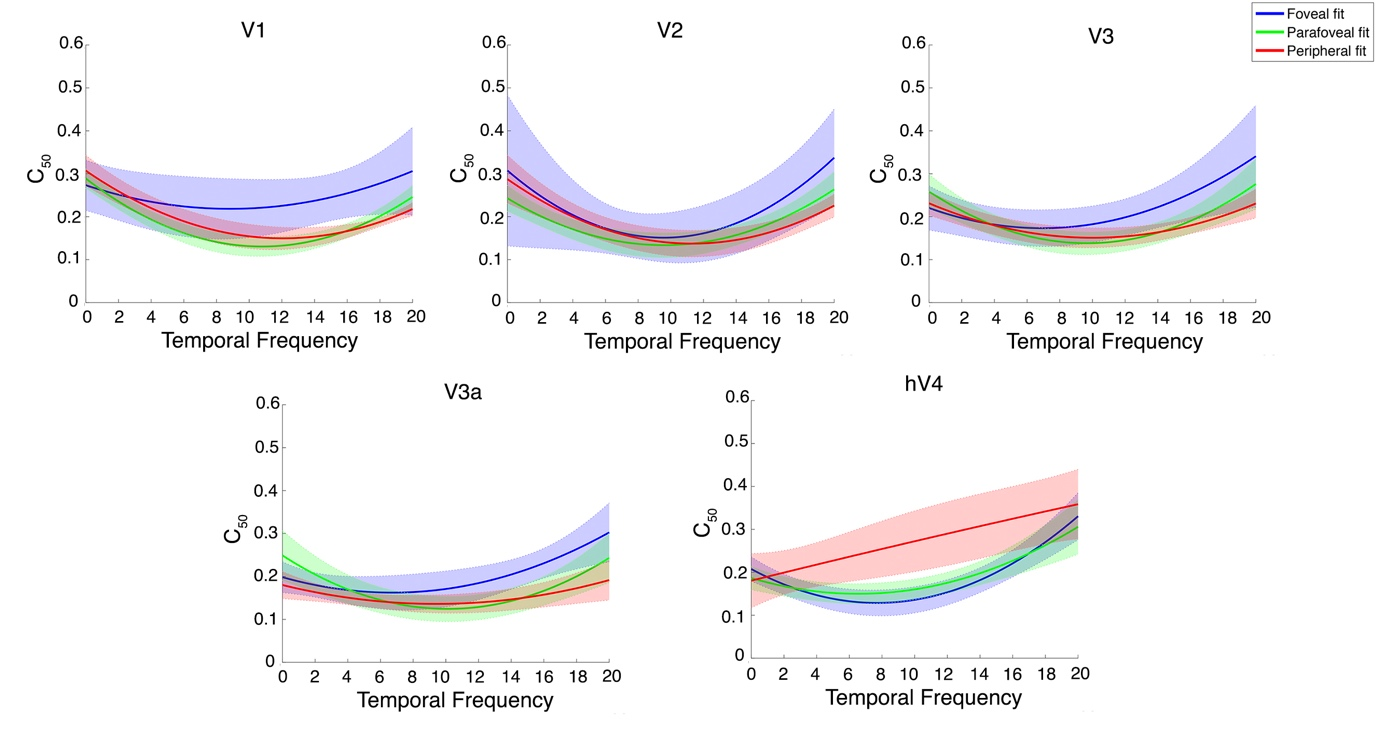 V1
V2
V3
Foveal fit
Parafoveal fit
Peripheral fit
0.6
0.5
0.4
0.3
0.2
0.1
0
C50
0 2 4 6 8 10 12 14 16 18 20
Temporal Frequency
0.6
0.5
0.4
0.3
0.2
0.1
0
C50
0 2 4 6 8 10 12 14 16 18 20
Temporal Frequency
0.6
0.5
0.4
0.3
0.2
0.1
0
C50
0 2 4 6 8 10 12 14 16 18 20
Temporal Frequency
V3a
0.6
0.5
0.4
0.3
0.2
0.1
0
C50
0 2 4 6 8 10 12 14 16 18 20
Temporal Frequency
hV4
0.6
0.5
0.4
0.3
0.2
0.1
0
C50
0 2 4 6 8 10 12 14 16 18 20
Temporal Frequency